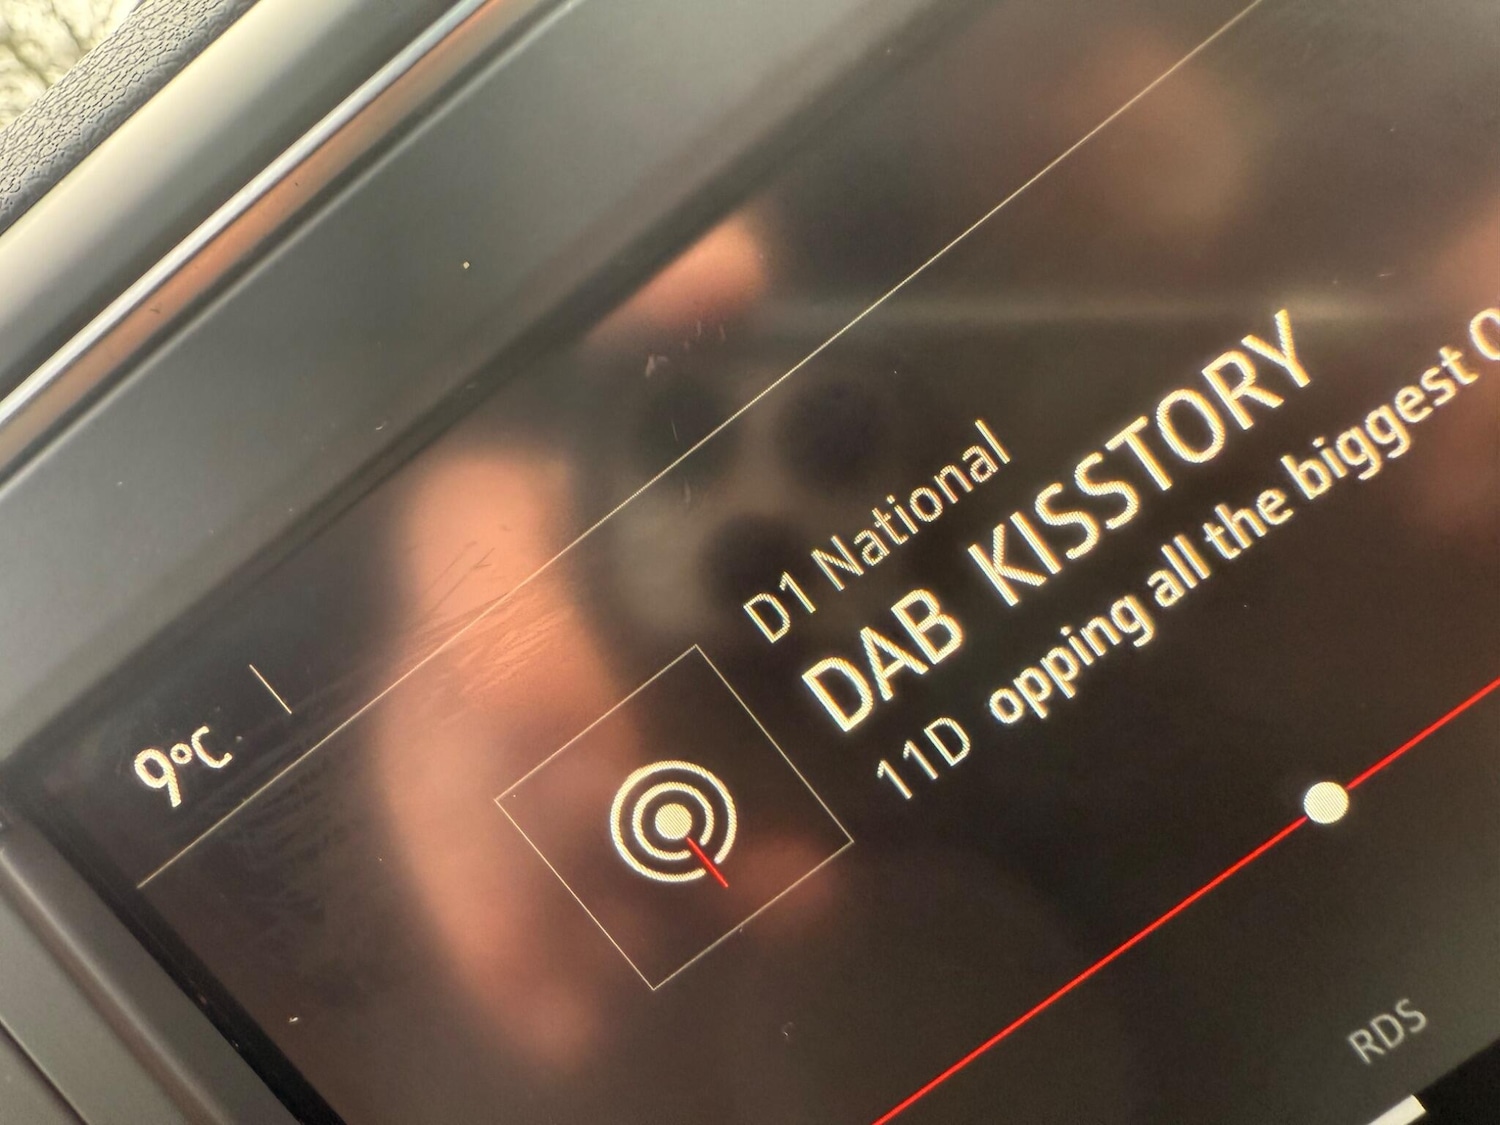 9°C
D1 National
DAB KISSTORY
11D opping all the biggest
RDS